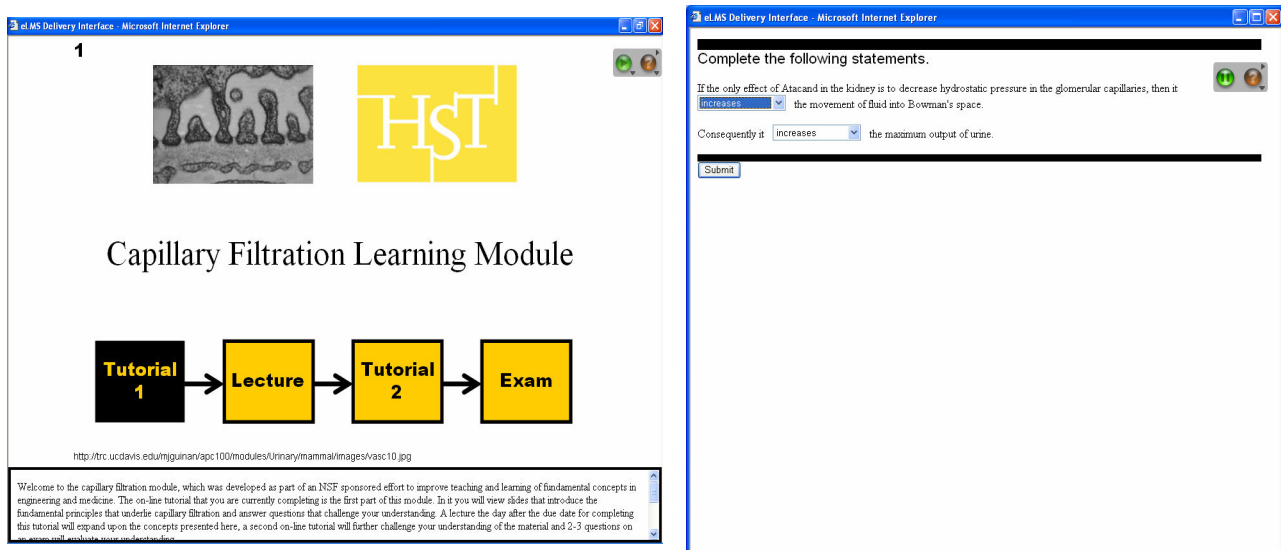 eLMS Delivery Interface - Microsoft Internet Explorer
1
HST
Capillary Filtration Learning Module
Tutorial 1
Lecture
Tutorial 2
Exam
http://trc.ucdavis.edu/mjguinan/apc100/modules/Urinary/mammal/images/vasc10.jpg
Welcome to the capillary filtration module, which was developed as part of an NSF sponsored effort to improve teaching and learning of fundamental concepts in
engineering and medicine. The on-line tutorial that you are currently completing is the first part of this module. In it you will view slides that introduce the
fundamental principles that underlie capillary filtration and answer questions that challenge your understanding. A lecture the day after the due date for completing
this tutorial will expand upon the concepts presented here, a second on-line tutorial will further challenge your understanding of the material and 2-3 questions on
an exam will evaluate your understanding
eLMS Delivery Interface - Microsoft Internet Explorer
Complete the following statements.
If the only effect of Atacand in the kidney is to decrease hydrostatic pressure in the glomerular capillaries, then it
increases the movement of fluid into Bowman's space.
Consequently it increases the maximum output of urine.
Submit